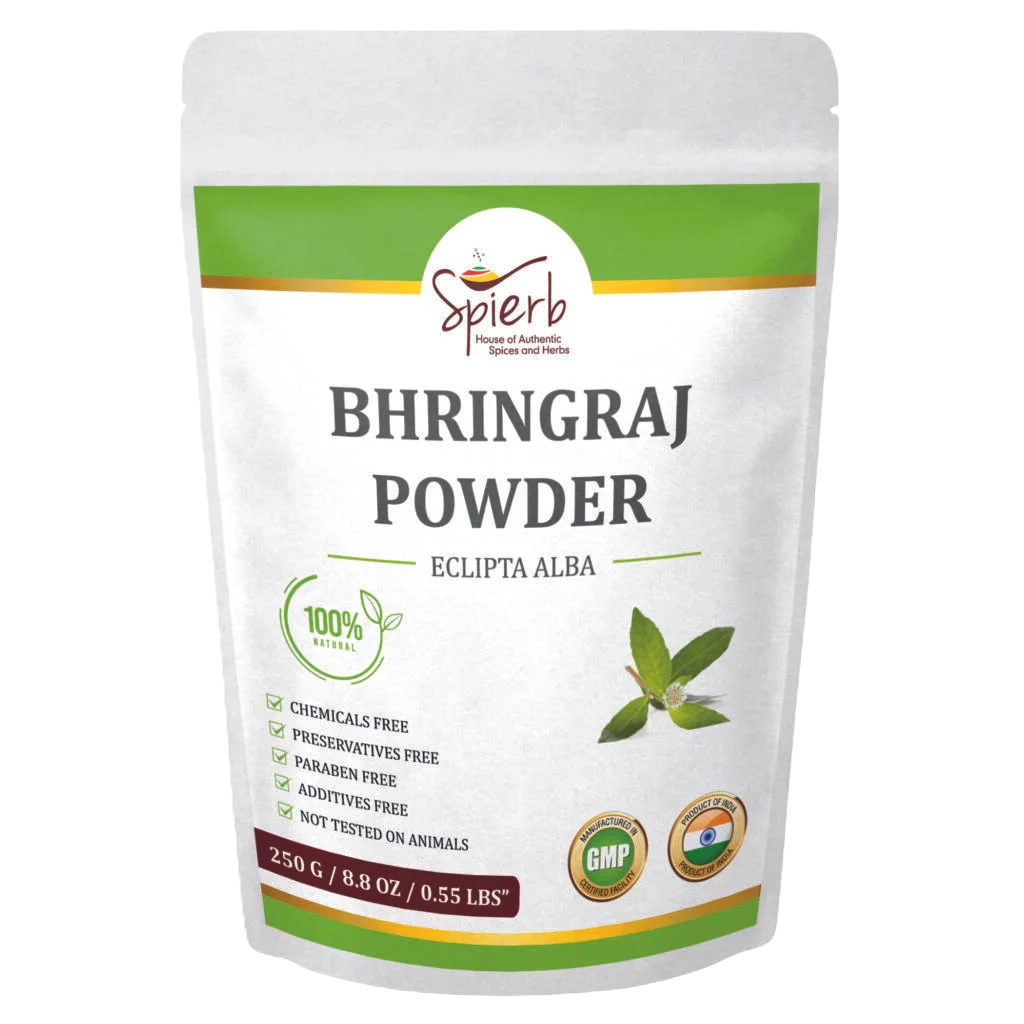 Spierb
House of Authentic
Spices and Herbs
BHRINGRAJ
POWDER
ECLIPTA ALBA
100%
NATURAL
CHEMICALS FREE
PRESERVATIVES FREE
PARABEN FREE
ADDITIVES FREE
NOT TESTED ON ANIMALS
250 G / 8.8 OZ / 0.55 LBS”
MANUFACTURED IN
GMP
CERTIFIED FACILITY
PRODUCT OF INDIA
PRODUCT OF INDIA